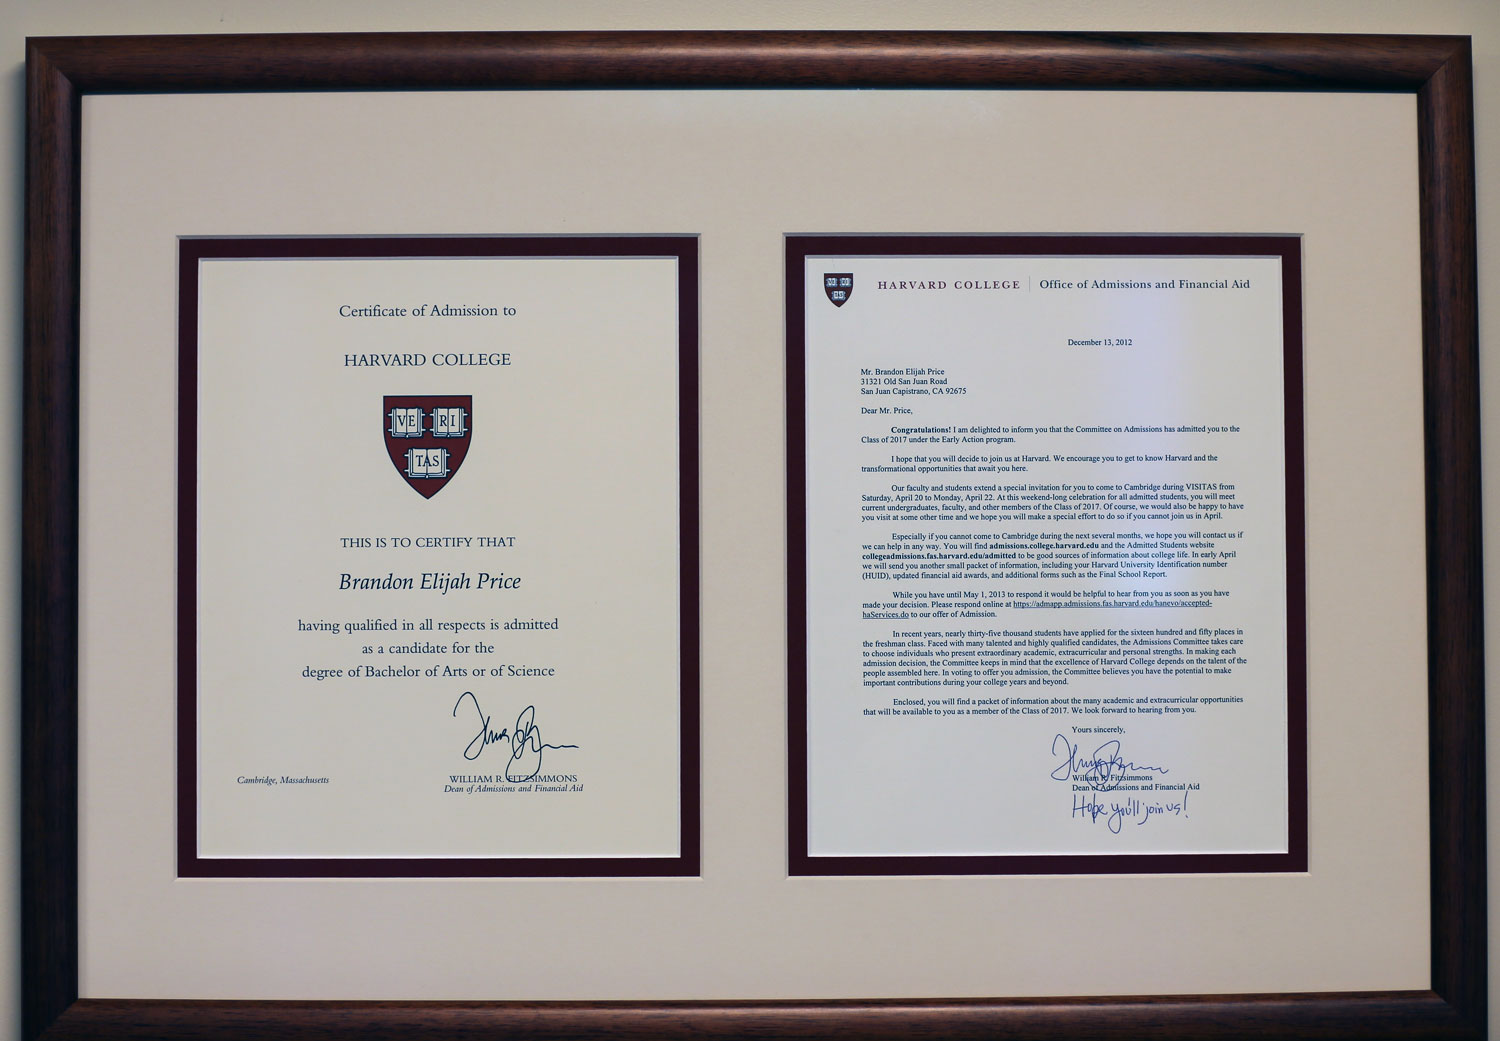 Certificate of Admission to
HARVARD COLLEGE
VE RI
TAS
THIS IS TO CERTIFY THAT
Brandon Elijah Price
having qualified in all respects is admitted
as a candidate for the
degree of Bachelor of Arts or of Science
Cambridge, Massachusetts
WILLIAM R. FITZSIMMONS
Dean of Admissions and Financial Aid
VE RI
TAS
HARVARD COLLEGE | Office of Admissions and Financial Aid
December 13, 2012
Mr. Brandon Elijah Price
31321 Old San Juan Road
San Juan Capistrano, CA 92675
Dear Mr. Price,
Congratulations! I am delighted to inform you that the Committee on Admissions has admitted you to the
Class of 2017 under the Early Action program.
I hope that you will decide to join us at Harvard. We encourage you to get to know Harvard and the
transformational opportunities that await you here.
Our faculty and students extend a special invitation for you to come to Cambridge during VISITAS from
Saturday, April 20 to Monday, April 22. At this weekend-long celebration for all admitted students, you will meet
current undergraduates, faculty, and other members of the Class of 2017. Of course, we would also be happy to have
you visit at some other time and we hope you will make a special effort to do so if you cannot join us in April.
Especially if you cannot come to Cambridge during the next several months, we hope you will contact us if
we can help in any way. You will find admissions.college.harvard.edu and the Admitted Students website
collegeadmissions.fas.harvard.edu/admitted to be good sources of information about college life. In early April
we will send you another small packet of information, including your Harvard University Identification number
(HUID), updated financial aid awards, and additional forms such as the Final School Report.
While you have until May 1, 2013 to respond it would be helpful to hear from you as soon as you have
made your decision. Please respond online at https://admapp.admissions.fas.harvard.edu/hanevo/accepted-
haServices.do to our offer of Admission.
In recent years, nearly thirty-five thousand students have applied for the sixteen hundred and fifty places in
the freshman class. Faced with many talented and highly qualified candidates, the Admissions Committee takes care
to choose individuals who present extraordinary academic, extracurricular and personal strengths. In making each
admission decision, the Committee keeps in mind that the excellence of Harvard College depends on the talent of the
people assembled here. In voting to offer you admission, the Committee believes you have the potential to make
important contributions during your college years and beyond.
Enclosed, you will find a packet of information about the many academic and extracurricular opportunities
that will be available to you as a member of the Class of 2017. We look forward to hearing from you.
Yours sincerely,
William R. Fitzsimmons
Dean of Admissions and Financial Aid
Hope you'll join us!